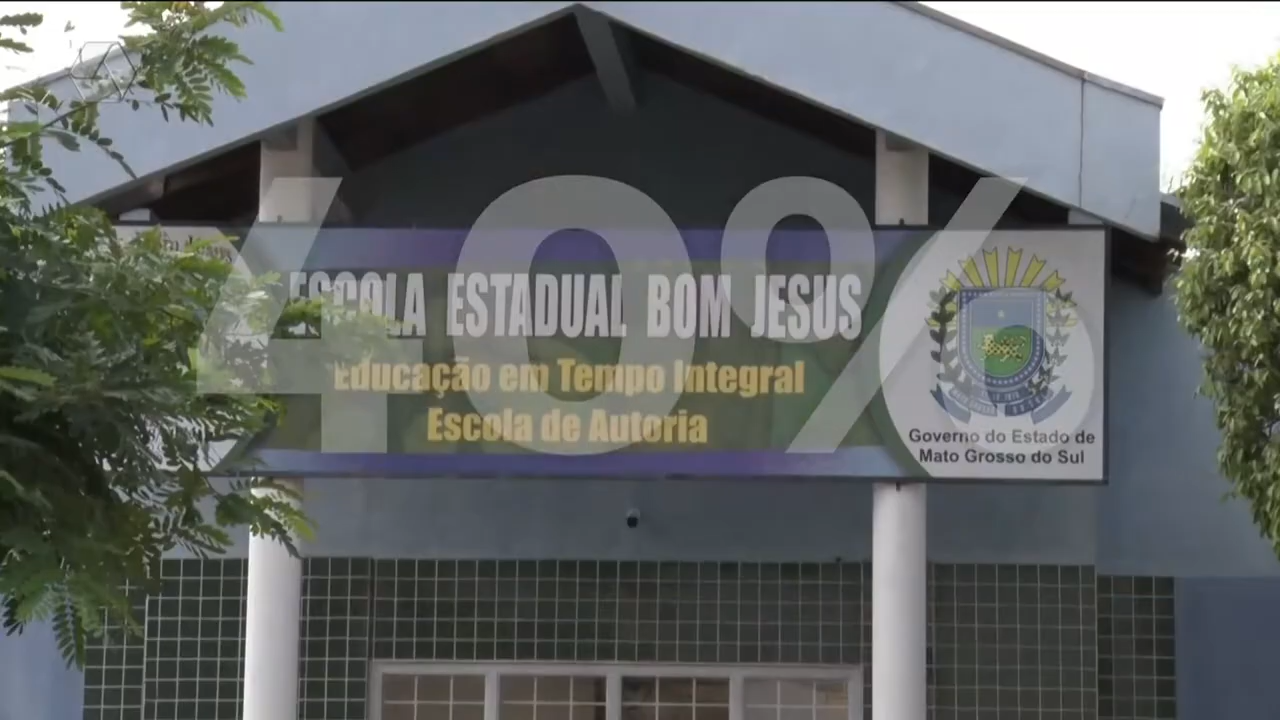 40%
ESCOLA ESTADUAL BOM JESUS
Educação em Tempo Integral
Escola de Autoria
Governo do Estado de
Mato Grosso do Sul